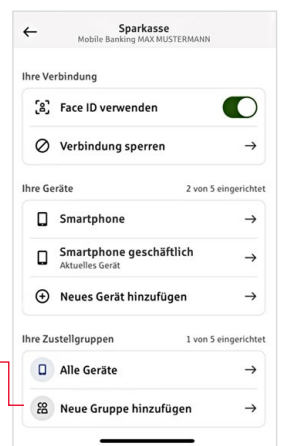 Sparkasse
Mobile Banking MAX MUSTERMANN
Ihre Verbindung
Face ID verwenden
Verbindung sperren
Ihre Geräte 2 von 5 eingerichtet
Smartphone
Smartphone geschäftlich
Aktuelles Gerät
Neues Gerät hinzufügen
Ihre Zustellgruppen 1 von 5 eingerichtet
Alle Geräte
Neue Gruppe hinzufügen